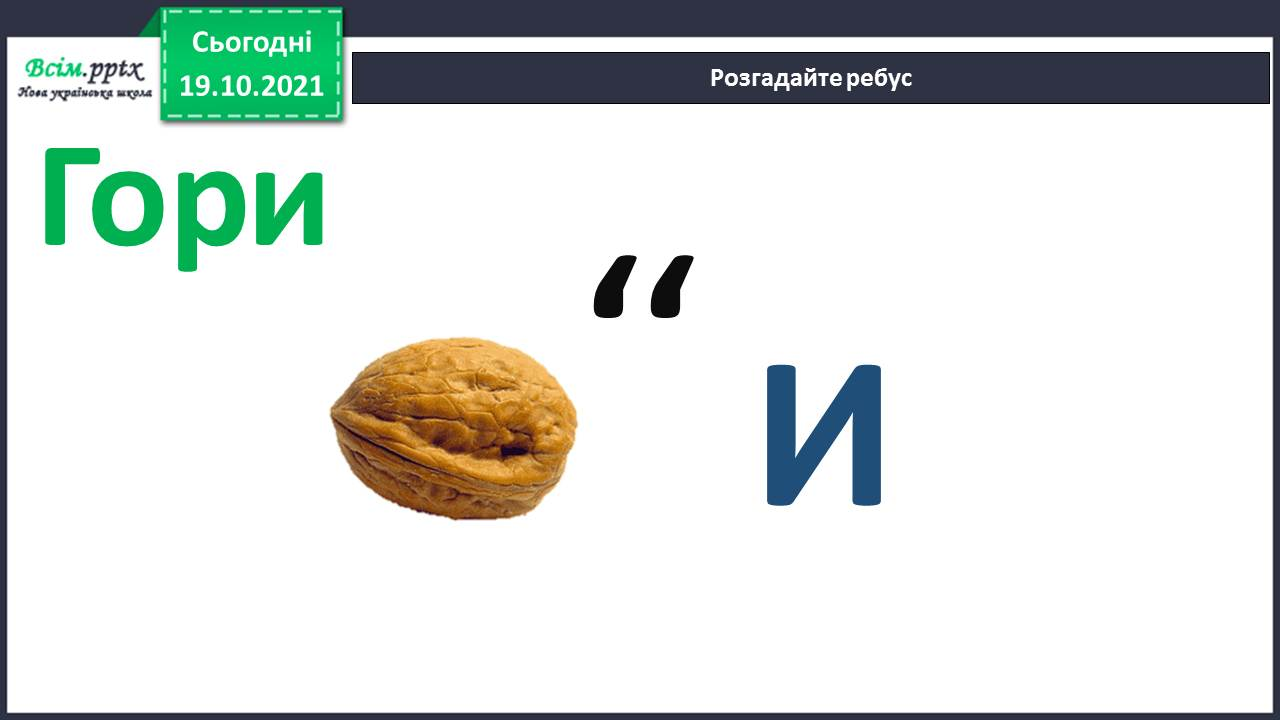 Сьогодні
19.10.2021
Всім.pptx
Нова українська школа
Розгадайте ребус
Гори
“
И